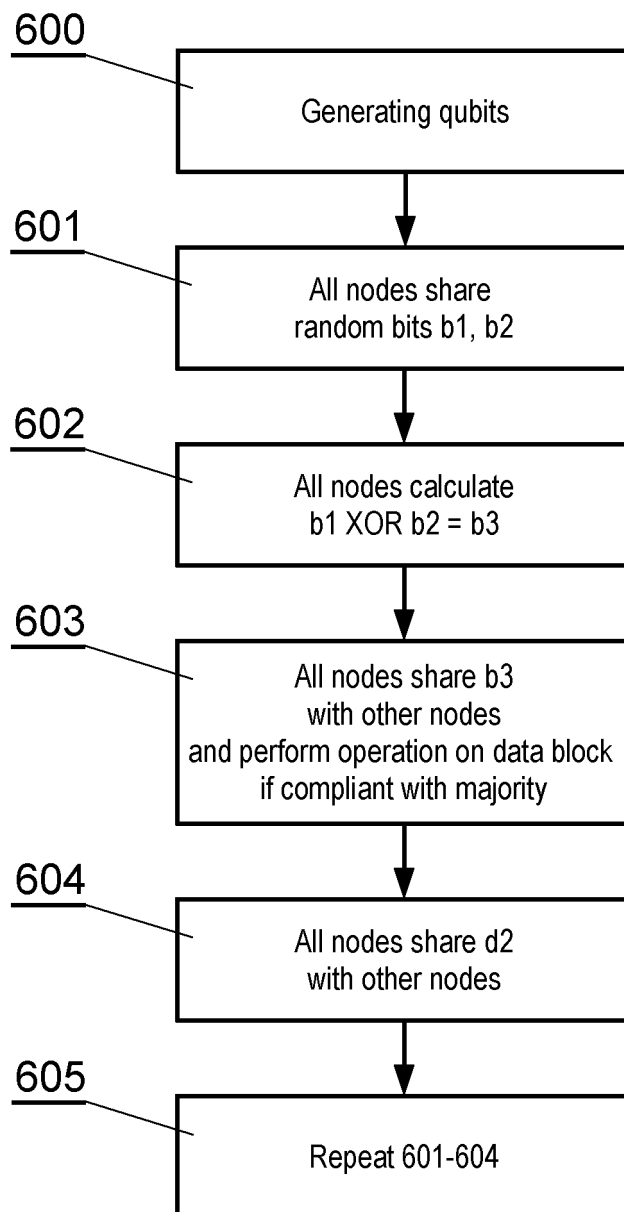 600
Generating qubits
601
All nodes share
random bits b1, b2
602
All nodes calculate
b1 XOR b2 = b3
603
All nodes share b3
with other nodes
and perform operation on data block
if compliant with majority
604
All nodes share d2
with other nodes
605
Repeat 601-604